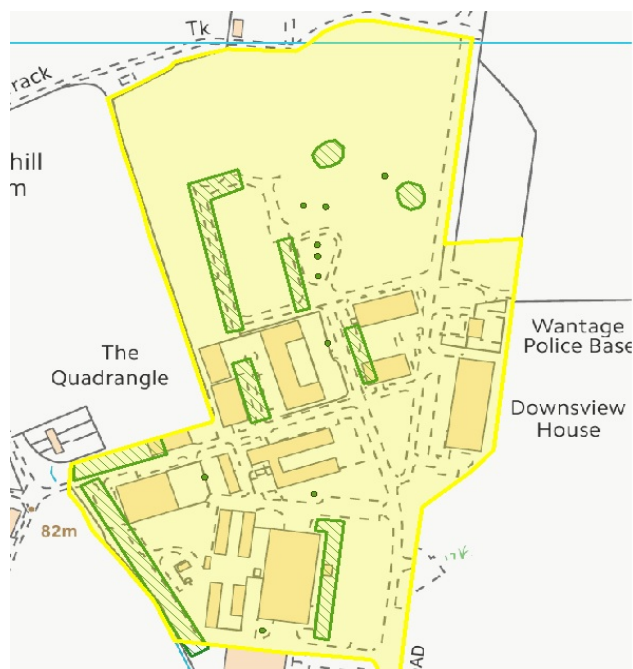 Tk
rack
hill
m
The
Quadrangle
Wantage
Police Base
Downsview
House
82m
AD